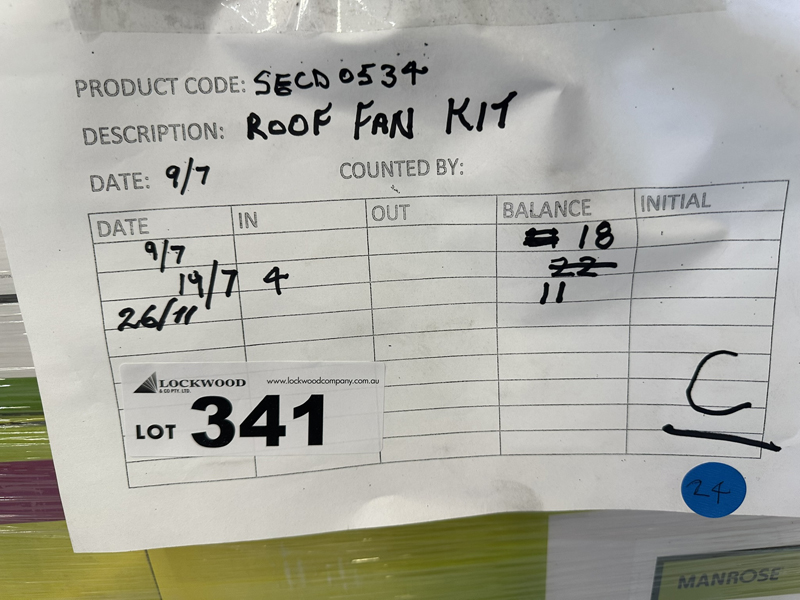 PRODUCT CODE: SECD0534
DESCRIPTION: ROOF FAN KIT
DATE: 9/7 COUNTED BY:
DATE IN OUT BALANCE INITIAL
9/7 18
19/7 4 22
26/11 11
LOCKWOOD www.lockwoodcompany.com.au
& CO PTY. LTD.
LOT 341
C
24
MANROSE